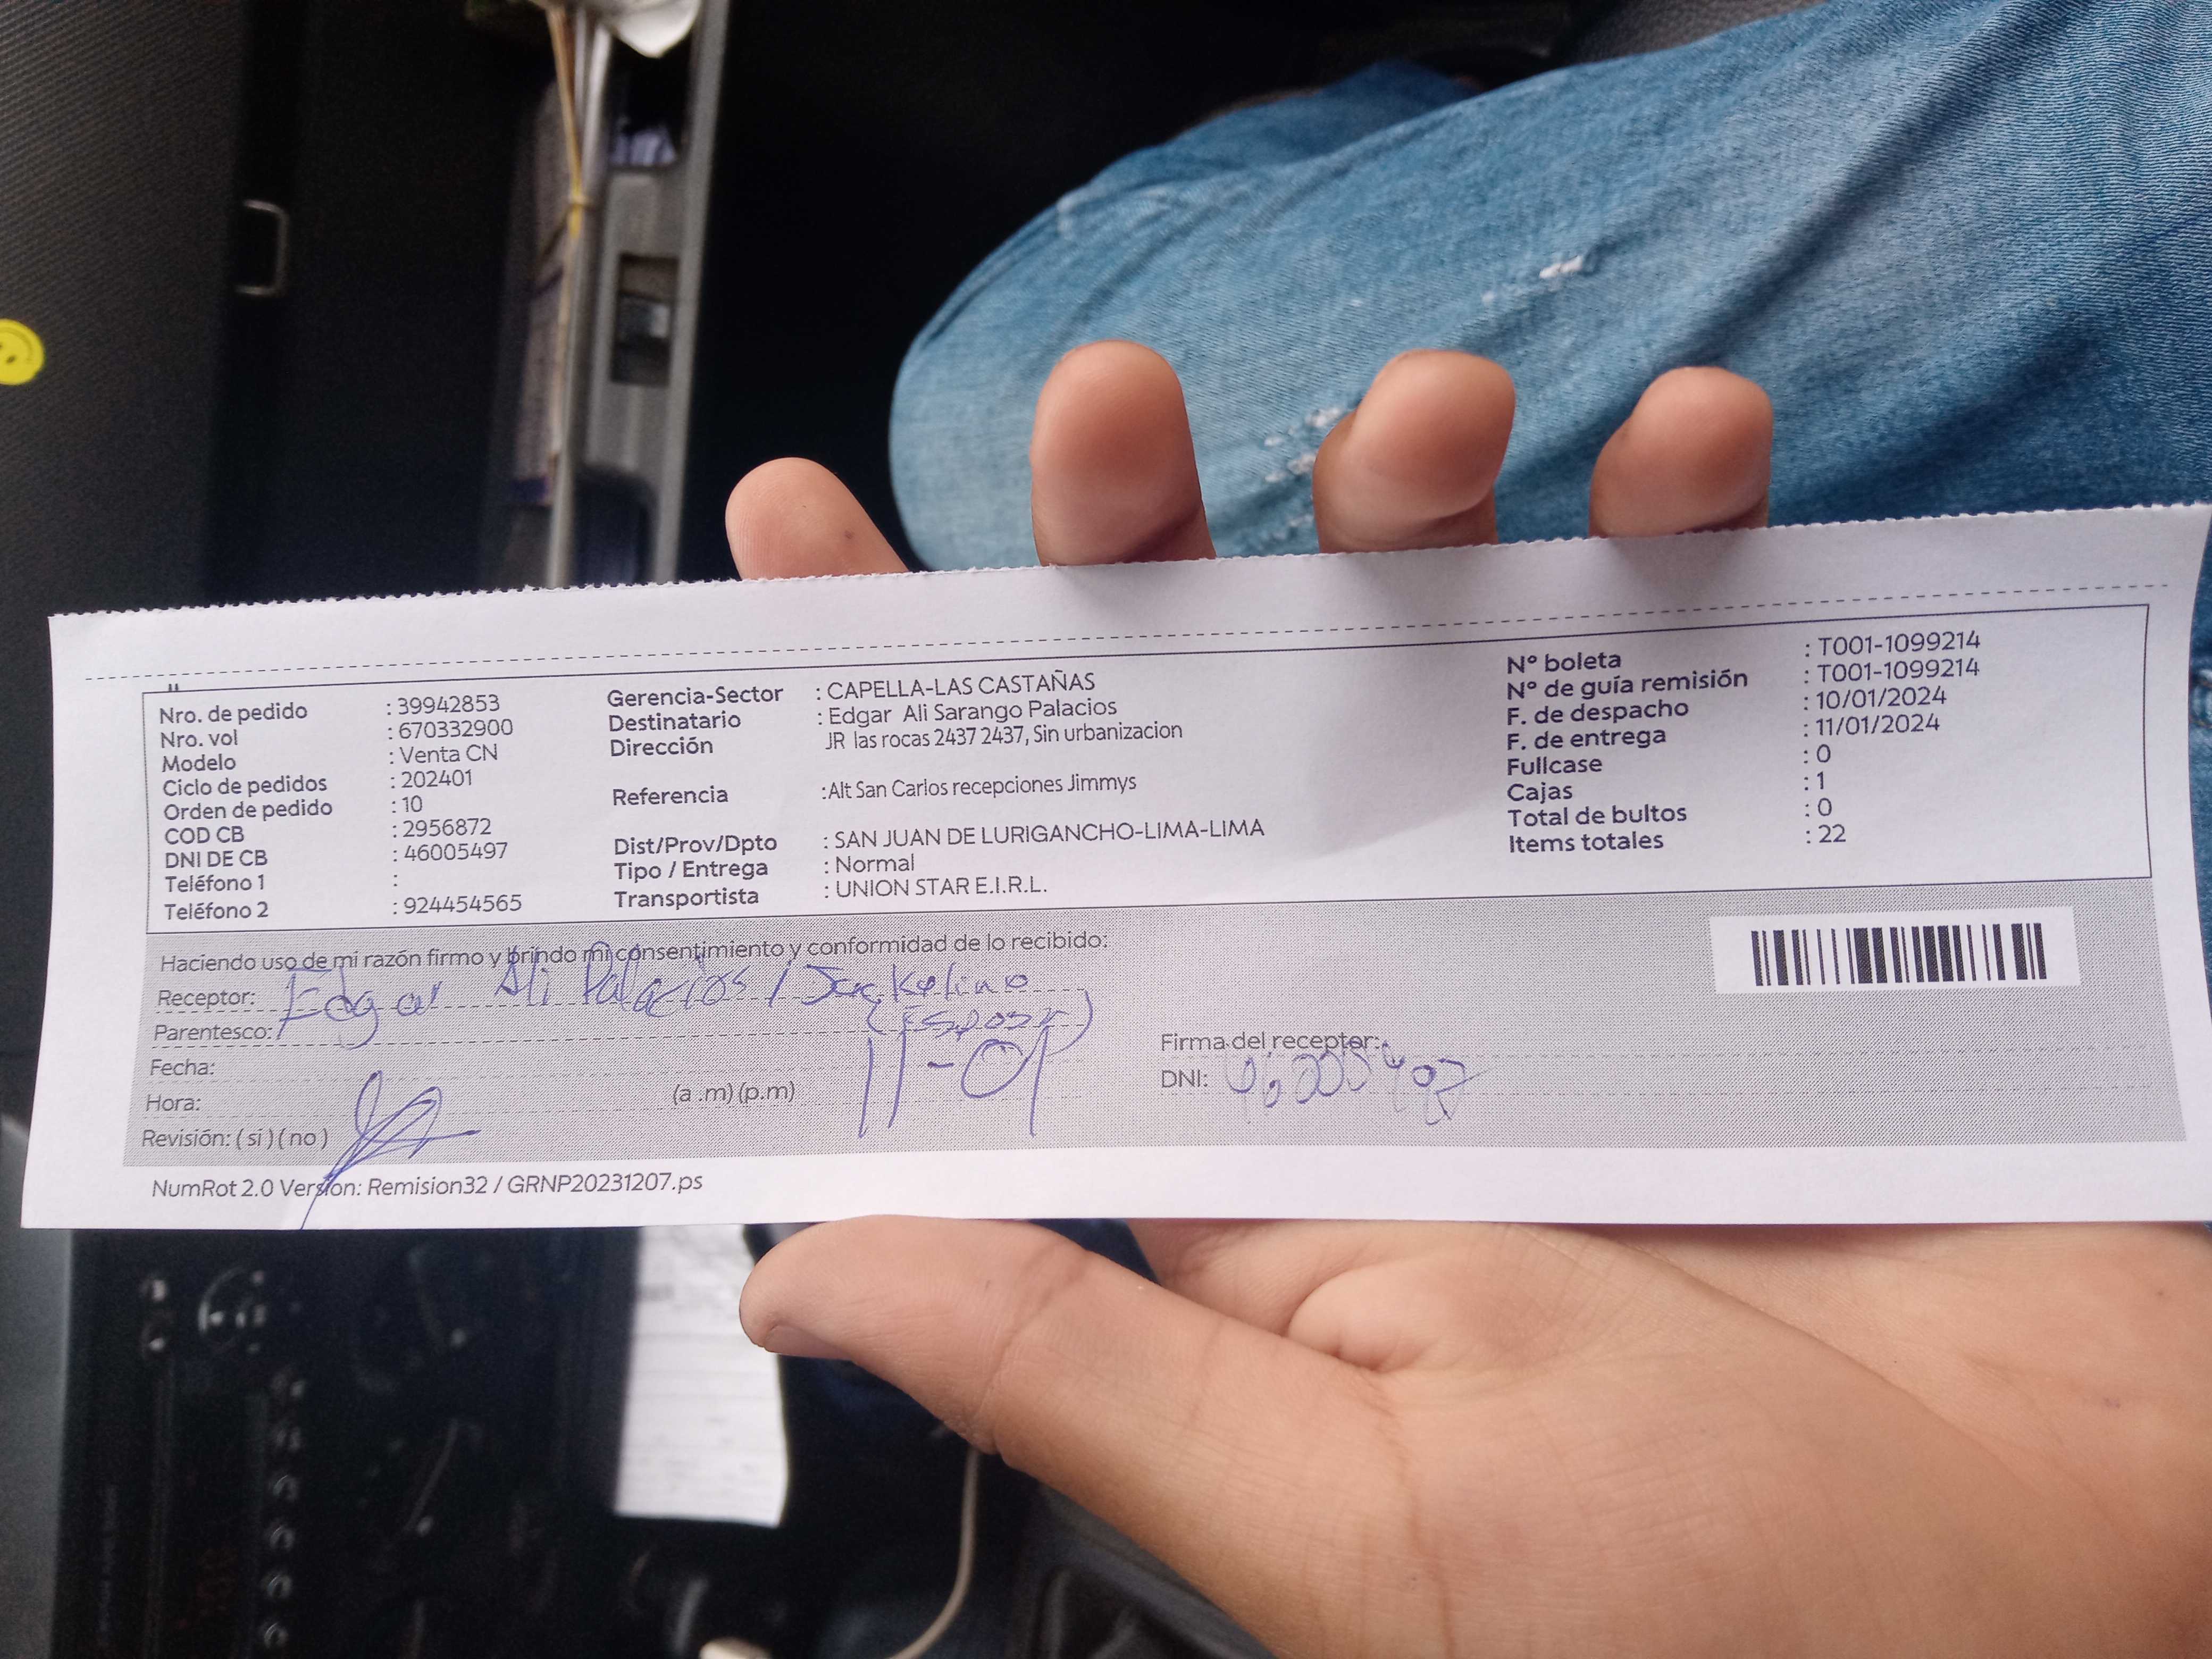 Nro. de pedido : 39942853
Nro. vol : 670332900
Modelo : Venta CN
Ciclo de pedidos : 202401
Orden de pedido : 10
COD CB : 2956872
DNI DE CB : 46005497
Teléfono 1 :
Teléfono 2 : 924454565
Gerencia-Sector : CAPELLA-LAS CASTAÑAS
Destinatario : Edgar Ali Sarango Palacios
Dirección JR las rocas 2437 2437, Sin urbanizacion
Referencia :Alt San Carlos recepciones Jimmys
Dist/Prov/Dpto : SAN JUAN DE LURIGANCHO-LIMA-LIMA
Tipo / Entrega : Normal
Transportista : UNION STAR E.I.R.L.
Nº boleta : T001-1099214
Nº de guía remisión : T001-1099214
F. de despacho : 10/01/2024
F. de entrega : 11/01/2024
Fullcase : 0
Cajas : 1
Total de bultos : 0
Items totales : 22
Haciendo uso de mi razón firmo y brindo mi consentimiento y conformidad de lo recibido:
Receptor: Edgar Ali Palacios / Jackeline
Parentesco: (Esposa)
Fecha: 11-01
Hora: (a .m) (p.m)
Revisión: ( si ) ( no )
Firma del receptor:
DNI:
NumRot 2.0 Version: Remision32 / GRNP20231207.ps